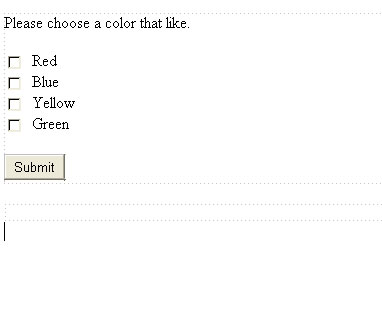 Please choose a color that like.
Red
Blue
Yellow
Green
Submit